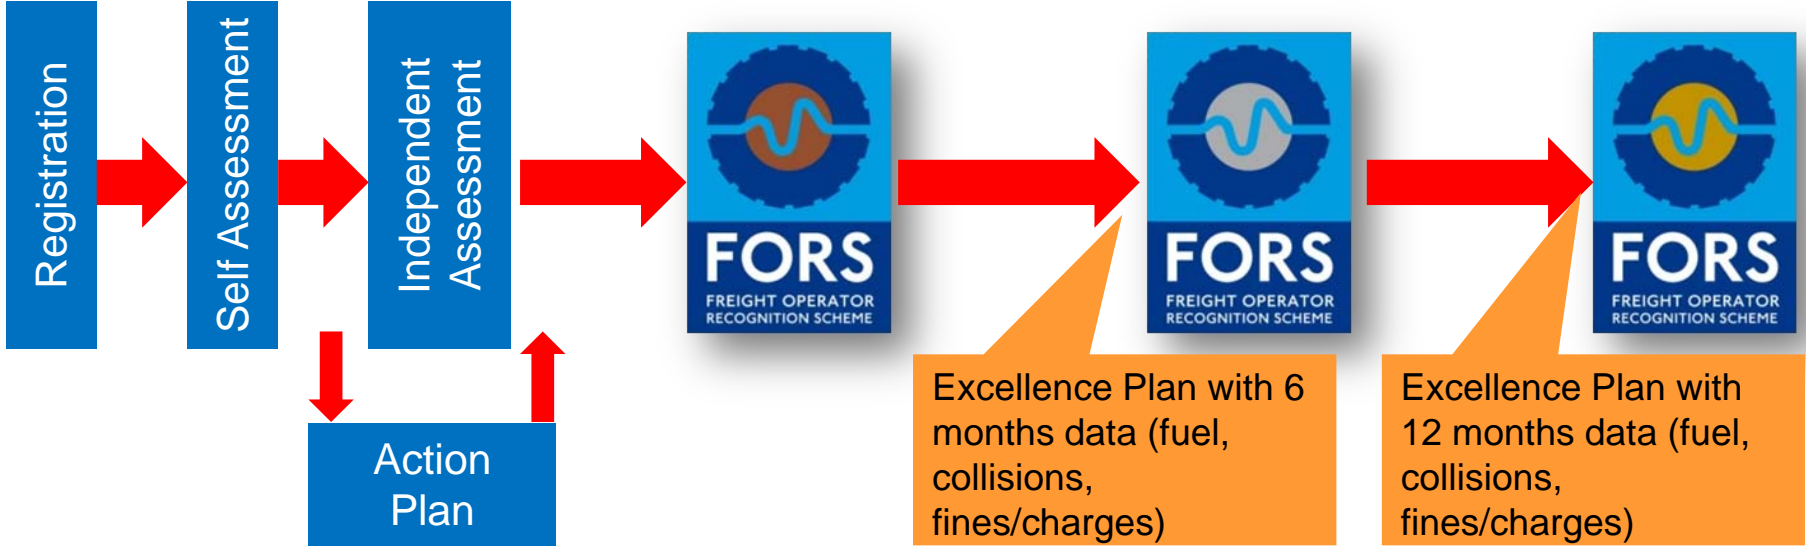 Registration
Self Assessment
Independent
Assessment
Action
Plan
FORS
FREIGHT OPERATOR
RECOGNITION SCHEME
Excellence Plan with 6
months data (fuel,
collisions,
fines/charges)
FORS
FREIGHT OPERATOR
RECOGNITION SCHEME
Excellence Plan with
12 months data (fuel,
collisions,
fines/charges)
FORS
FREIGHT OPERATOR
RECOGNITION SCHEME